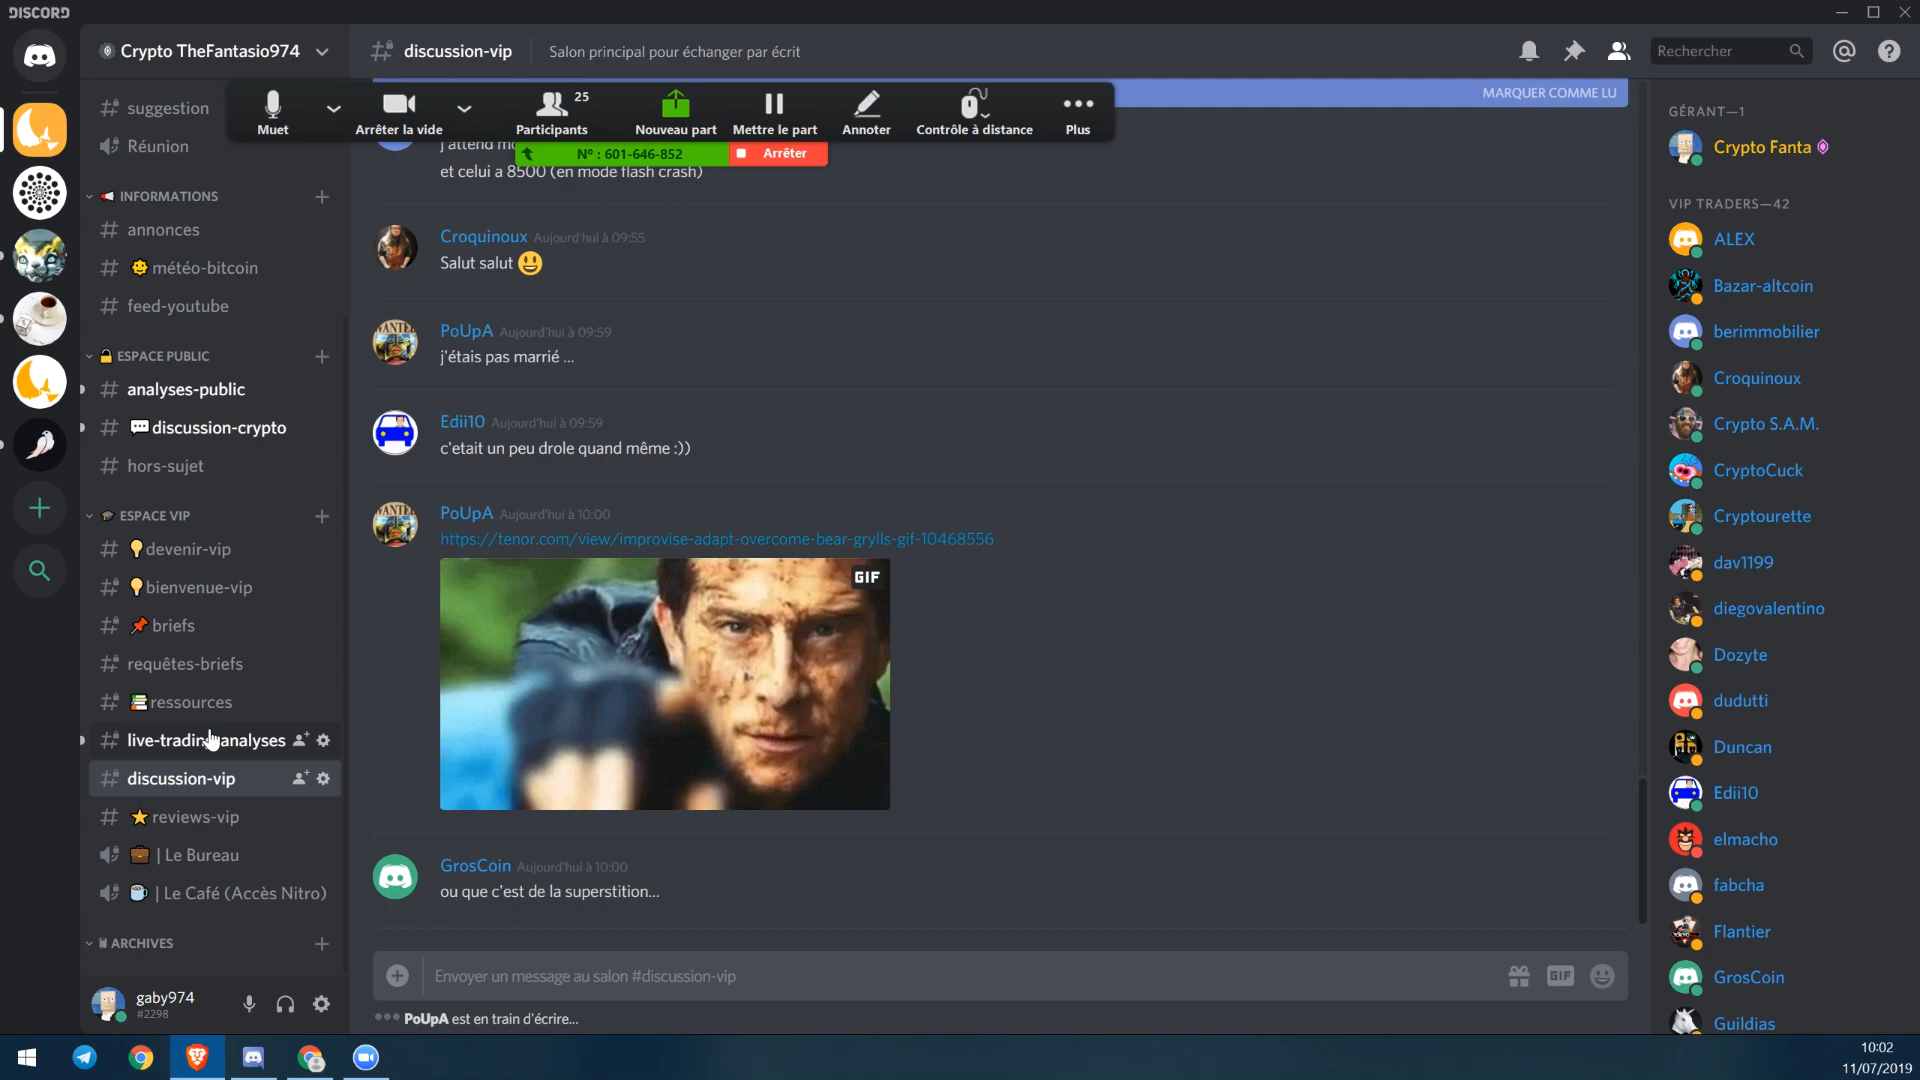 DISCORD
Crypto TheFantasio974
discussion-vip
Salon principal pour échanger par écrit
Rechercher
MARQUER COMME LU
Muet
Arrêter la vidé
25
Participants
Nouveau part
Mettre le part
Annoter
Contrôle à distance
Plus
N° : 601-646-852
Arrêter
suggestion
Réunion
INFORMATIONS
annonces
météo-bitcoin
feed-youtube
ESPACE PUBLIC
analyses-public
discussion-crypto
hors-sujet
ESPACE VIP
devenir-vip
bienvenue-vip
briefs
requêtes-briefs
ressources
live-trading-analyses
discussion-vip
reviews-vip
| Le Bureau
| Le Café (Accès Nitro)
ARCHIVES
gaby974
#2298
j'attend
et celui a 8500 (en mode flash crash)
Croquinoux Aujourd'hui à 09:55
Salut salut
PoUpA Aujourd'hui à 09:59
j'étais pas marrié ...
Edii10 Aujourd'hui à 09:59
c'etait un peu drole quand même :))
PoUpA Aujourd'hui à 10:00
https://tenor.com/view/improvise-adapt-overcome-bear-grylls-gif-10468556
GIF
GrosCoin Aujourd'hui à 10:00
ou que c'est de la superstition...
Envoyer un message au salon #discussion-vip
GIF
PoUpA est en train d'écrire...
GÉRANT—1
Crypto Fanta
VIP TRADERS—42
ALEX
Bazar-altcoin
berimmobilier
Croquinoux
Crypto S.A.M.
CryptoCuck
Cryptourette
dav1199
diegovalentino
Dozyte
dudutti
Duncan
Edii10
elmacho
fabcha
Flantier
GrosCoin
Guildias
10:02
11/07/2019